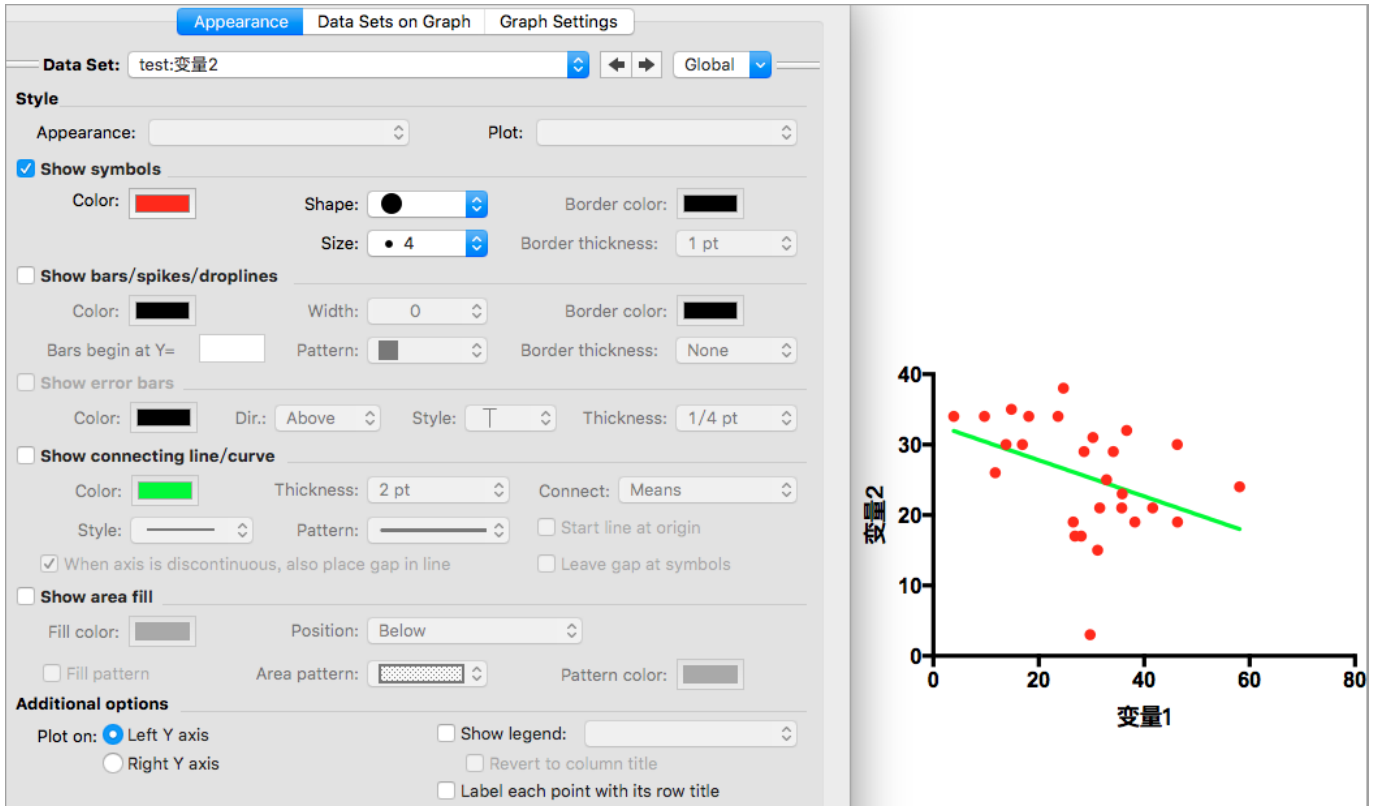 Appearance Data Sets on Graph Graph Settings
Data Set: test:变量2 Global
Style
Appearance: Plot:
Show symbols
Color: Shape: Border color:
Size: 4 Border thickness: 1 pt
Show bars/spikes/droplines
Color: Width: 0 Border color:
Bars begin at Y= Pattern: Border thickness: None
Show error bars
Color: Dir.: Above Style: Thickness: 1/4 pt
Show connecting line/curve
Color: Thickness: 2 pt Connect: Means
Style: Pattern: Start line at origin
When axis is discontinuous, also place gap in line Leave gap at symbols
Show area fill
Fill color: Position: Below
Fill pattern Area pattern: Pattern color:
Additional options
Plot on: Left Y axis Show legend:
Right Y axis Revert to column title
Label each point with its row title
40
30
20
10
0
变量2
0 20 40 60 80
变量1